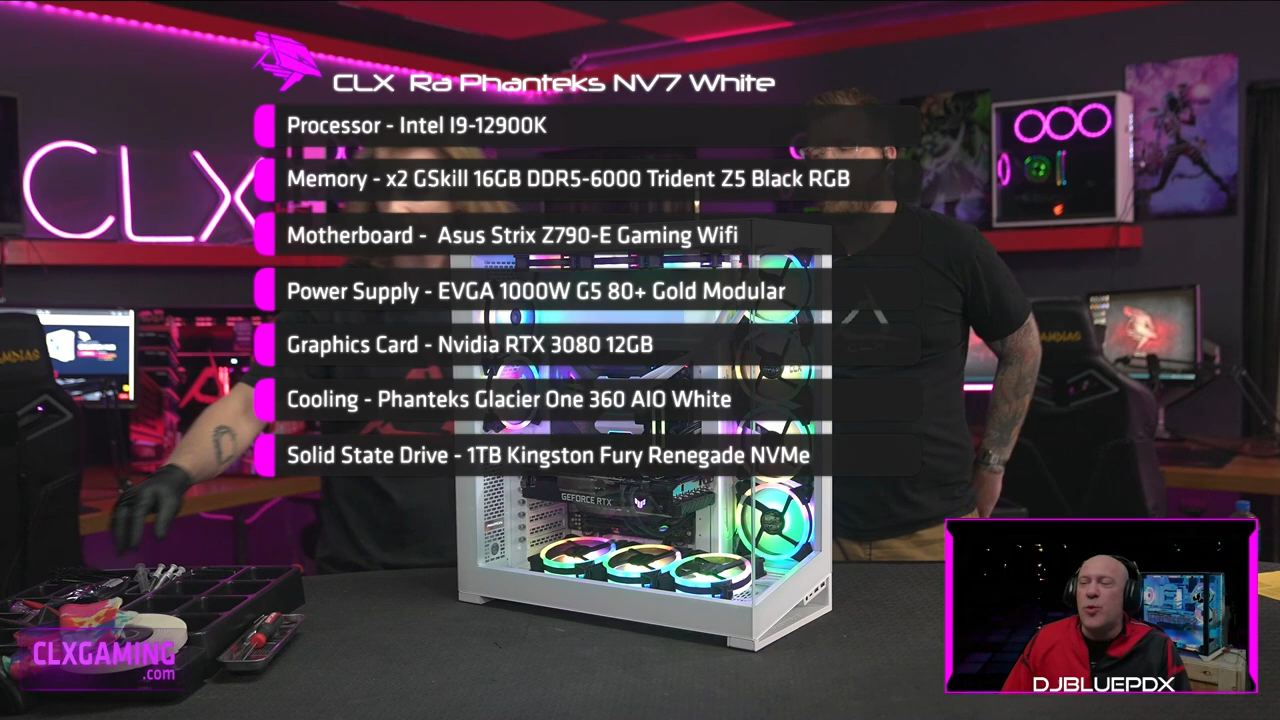 CLX Ra Phanteks NV7 White
Processor - Intel I9-12900K
Memory - x2 GSkill 16GB DDR5-6000 Trident Z5 Black RGB
Motherboard - Asus Strix Z790-E Gaming Wifi
Power Supply - EVGA 1000W G5 80+ Gold Modular
Graphics Card - Nvidia RTX 3080 12GB
Cooling - Phanteks Glacier One 360 AIO White
Solid State Drive - 1TB Kingston Fury Renegade NVMe
CLX
GEFORCE RTX
CLXGAMING
.com
DJBLUEPDX